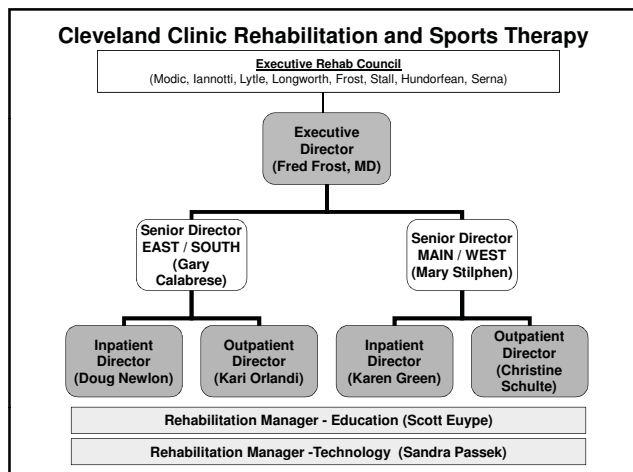 Cleveland Clinic Rehabilitation and Sports Therapy
Executive Rehab Council
(Modic, Iannotti, Lytle, Longworth, Frost, Stall, Hundorfean, Serna)
Executive
Director
(Fred Frost, MD)
Senior Director
EAST / SOUTH
(Gary
Calabrese)
Senior Director
MAIN / WEST
(Mary Stilphen)
Inpatient
Director
(Doug Newlon)
Outpatient
Director
(Kari Orlandi)
Inpatient
Director
(Karen Green)
Outpatient
Director
(Christine
Schulte)
Rehabilitation Manager - Education (Scott Euype)
Rehabilitation Manager -Technology (Sandra Passek)